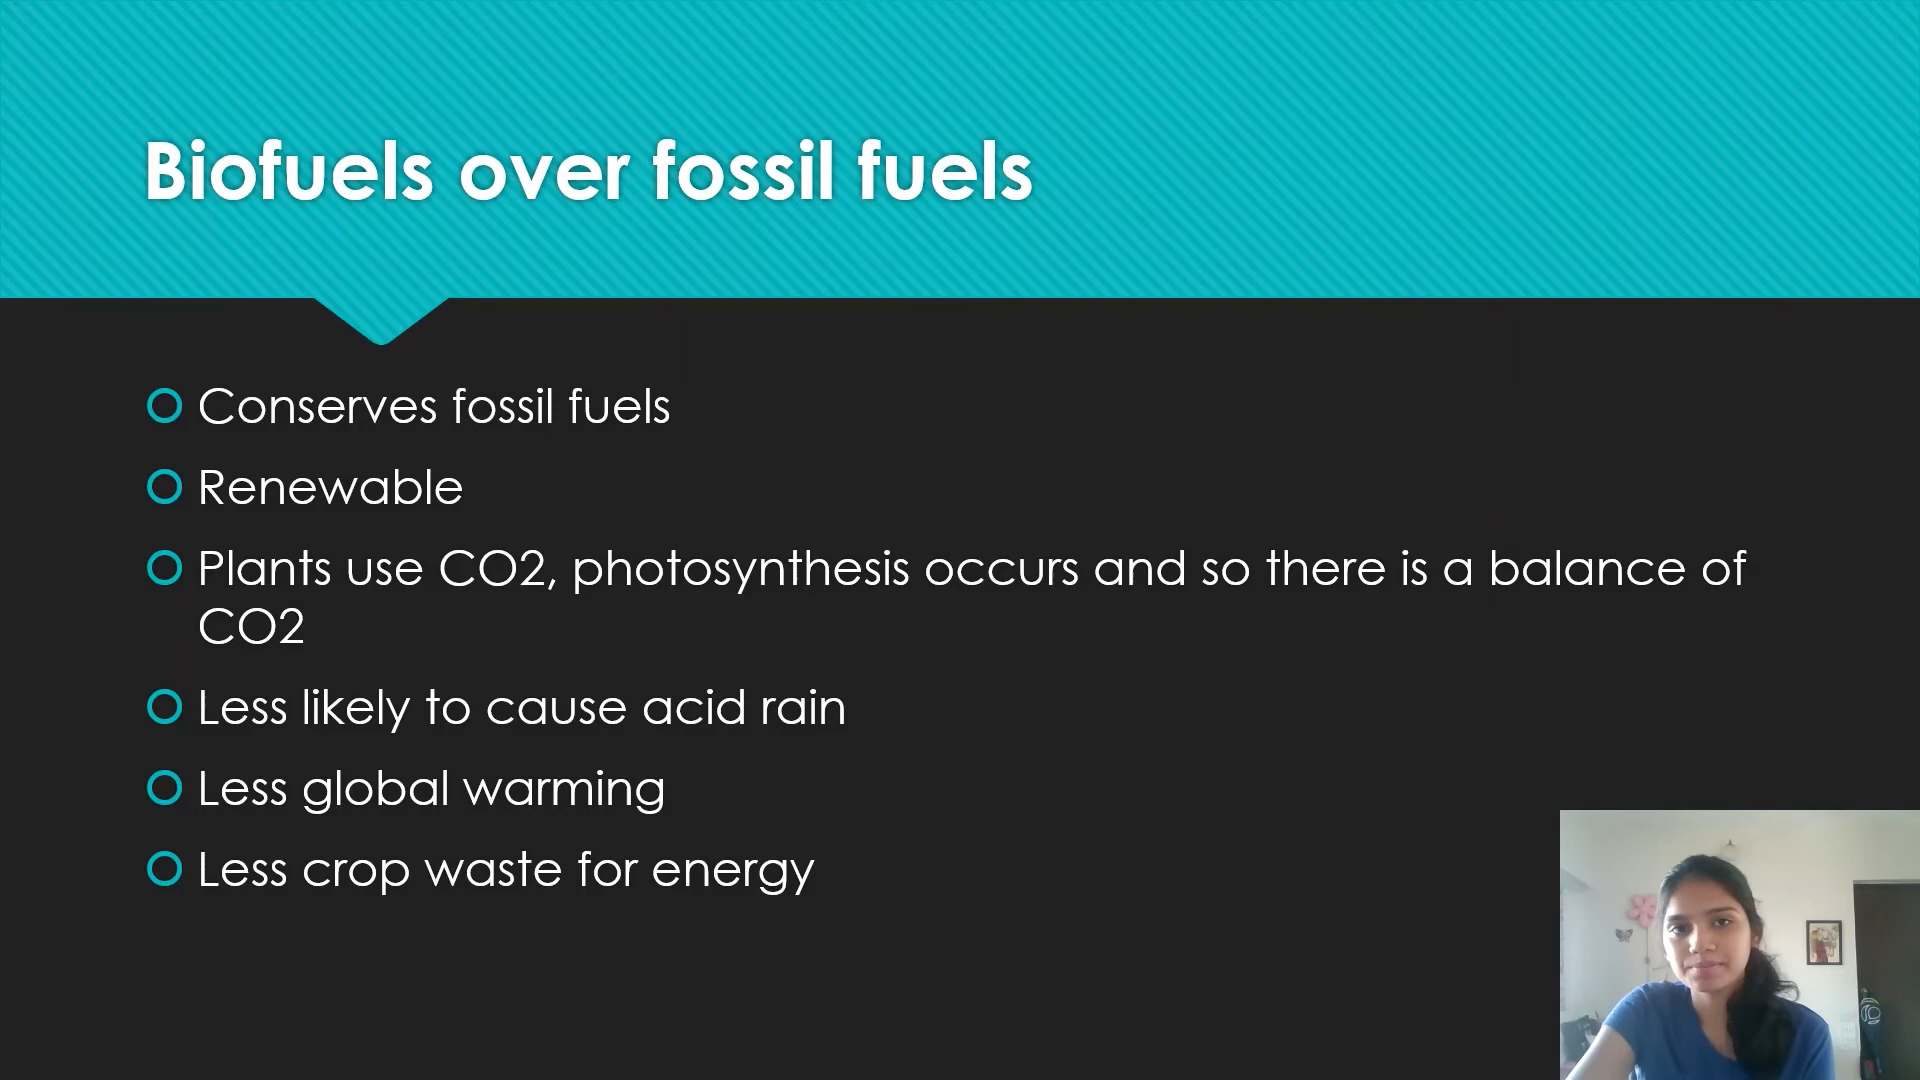 Biofuels over fossil fuels
Conserves fossil fuels
Renewable
Plants use CO2, photosynthesis occurs and so there is a balance of
CO2
Less likely to cause acid rain
Less global warming
Less crop waste for energy